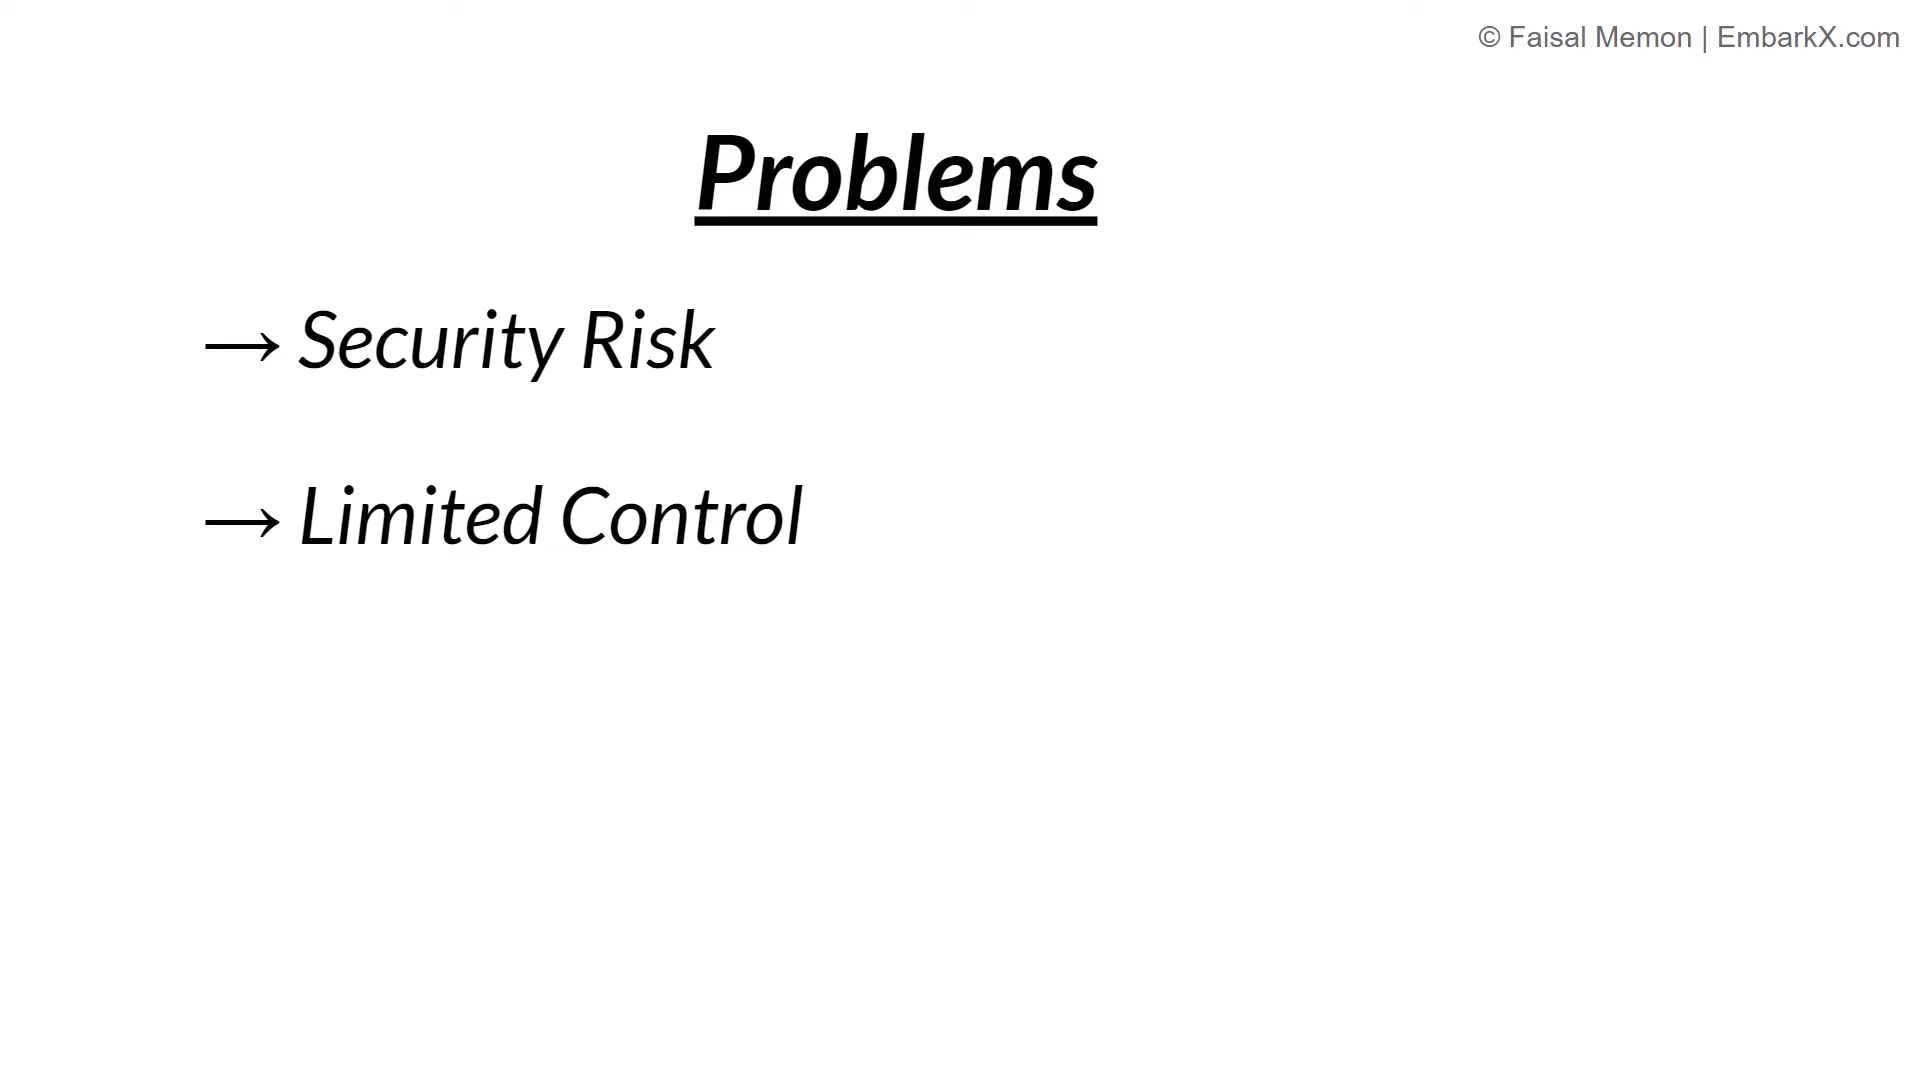 © Faisal Memon | EmbarkX.com
Problems
→ Security Risk
→ Limited Control